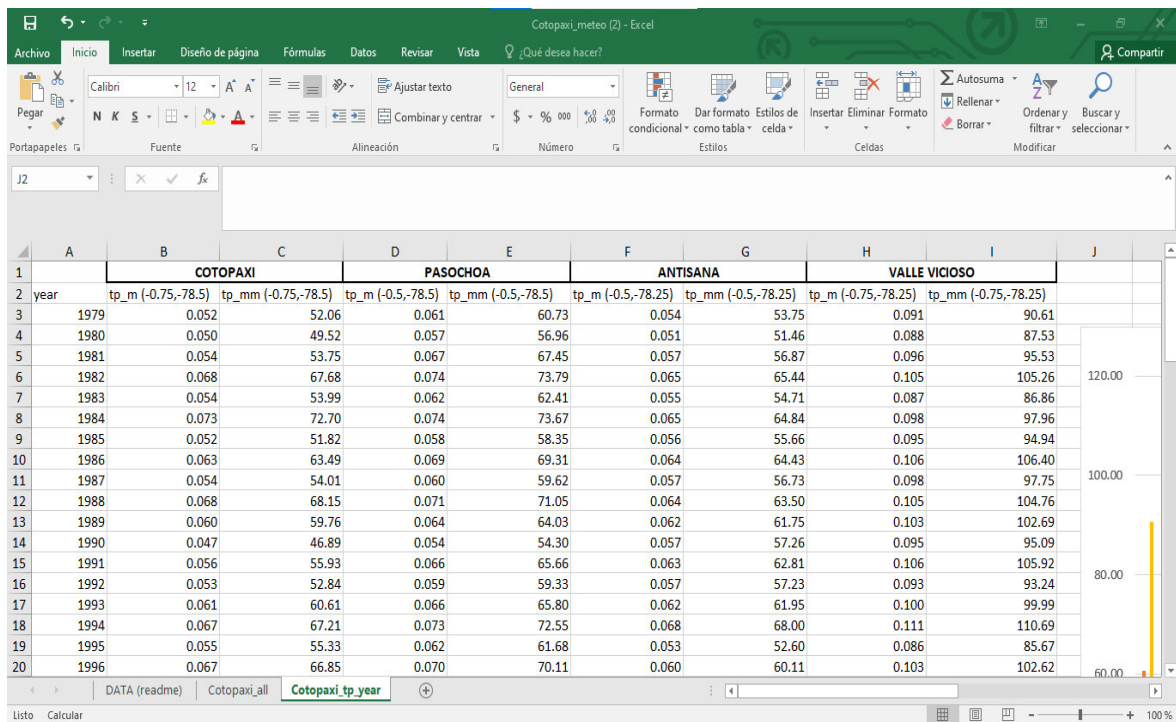 Cotopaxi_meteo (2) - Excel
Archivo Inicio Insertar Diseño de página Fórmulas Datos Revisar Vista ¿Qué desea hacer? Compartir
Pegar
Calibri 12 A A
N K S
Ajustar texto
Combinar y centrar
General
$ % 000
Formato condicional
Dar formato como tabla
Estilos de celda
Insertar Eliminar Formato
Autosuma
Rellenar
Borrar
Ordenar y filtrar
Buscar y seleccionar
Portapapeles Fuente Alineación Número Estilos Celdas Modificar
J2 fx
A B C D E F G H I J
1 COTOPAXI PASOCHOA ANTISANA VALLE VICIOSO
2 year tp_m (-0.75,-78.5) tp_mm (-0.75,-78.5) tp_m (-0.5,-78.5) tp_mm (-0.5,-78.5) tp_m (-0.5,-78.25) tp_mm (-0.5,-78.25) tp_m (-0.75,-78.25) tp_mm (-0.75,-78.25)
3 1979 0.052 52.06 0.061 60.73 0.054 53.75 0.091 90.61
4 1980 0.050 49.52 0.057 56.96 0.051 51.46 0.088 87.53
5 1981 0.054 53.75 0.067 67.45 0.057 56.87 0.096 95.53
6 1982 0.068 67.68 0.074 73.79 0.065 65.44 0.105 105.26 120.00
7 1983 0.054 53.99 0.062 62.41 0.055 54.71 0.087 86.86
8 1984 0.073 72.70 0.074 73.67 0.065 64.84 0.098 97.96
9 1985 0.052 51.82 0.058 58.35 0.056 55.66 0.095 94.94
10 1986 0.063 63.49 0.069 69.31 0.064 64.43 0.106 106.40
11 1987 0.054 54.01 0.060 59.62 0.057 56.73 0.098 97.75 100.00
12 1988 0.068 68.15 0.071 71.05 0.064 63.50 0.105 104.76
13 1989 0.060 59.76 0.064 64.03 0.062 61.75 0.103 102.69
14 1990 0.047 46.89 0.054 54.30 0.057 57.26 0.095 95.09
15 1991 0.056 55.93 0.066 65.66 0.063 62.81 0.106 105.92
16 1992 0.053 52.84 0.059 59.33 0.057 57.23 0.093 93.24 80.00
17 1993 0.061 60.61 0.066 65.80 0.062 61.95 0.100 99.99
18 1994 0.067 67.21 0.073 72.55 0.068 68.00 0.111 110.69
19 1995 0.055 55.33 0.062 61.68 0.053 52.60 0.086 85.67
20 1996 0.067 66.85 0.070 70.11 0.060 60.11 0.103 102.62 60.00
DATA (readme) Cotopaxi_all Cotopaxi_tp_year
Listo Calcular 100 %